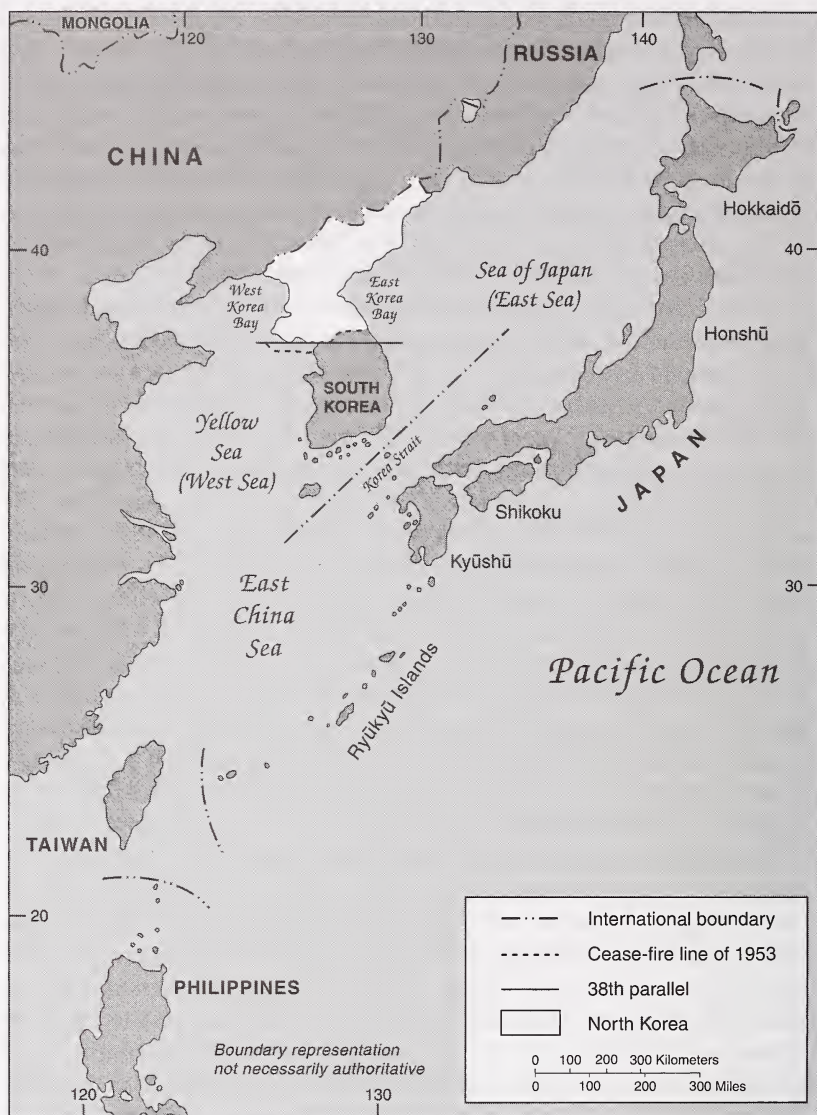 MONGOLIA
120
130
140
RUSSIA
CHINA
Hokkaidō
40
40
West
Korea
Bay
East
Korea
Bay
Sea of Japan
(East Sea)
Honshū
SOUTH
KOREA
Yellow
Sea
(West Sea)
Korea Strait
JAPAN
Shikoku
Kyūshū
30
30
East
China
Sea
Pacific Ocean
Ryūkyū Islands
TAIWAN
20
International boundary
Cease-fire line of 1953
38th parallel
North Korea
0 100 200 300 Kilometers
0 100 200 300 Miles
PHILIPPINES
Boundary representation
not necessarily authoritative
120
130